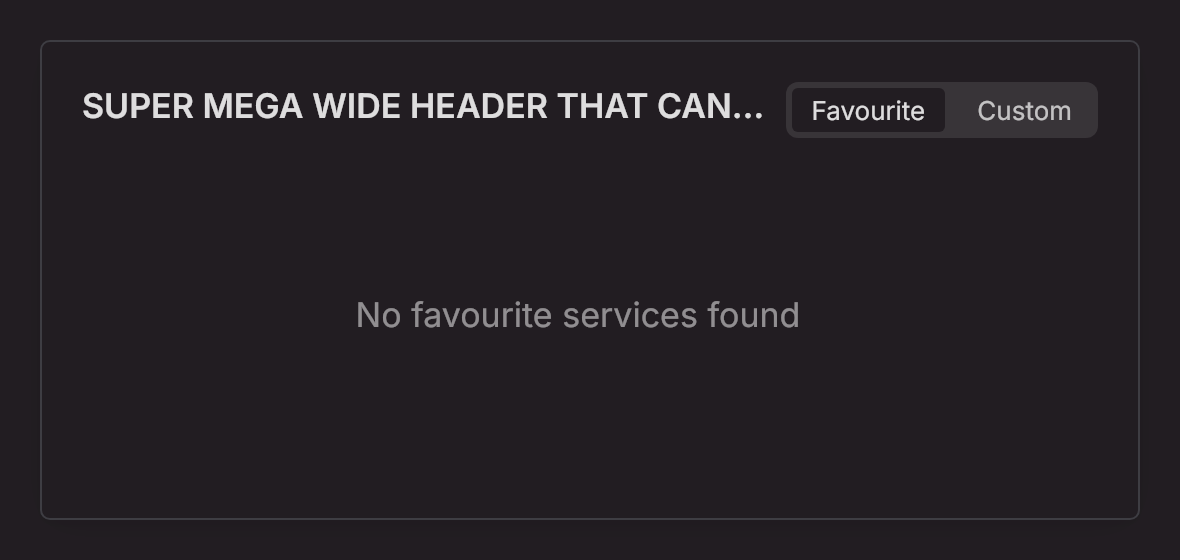 SUPER MEGA WIDE HEADER THAT CAN...
Favourite
Custom
No favourite services found